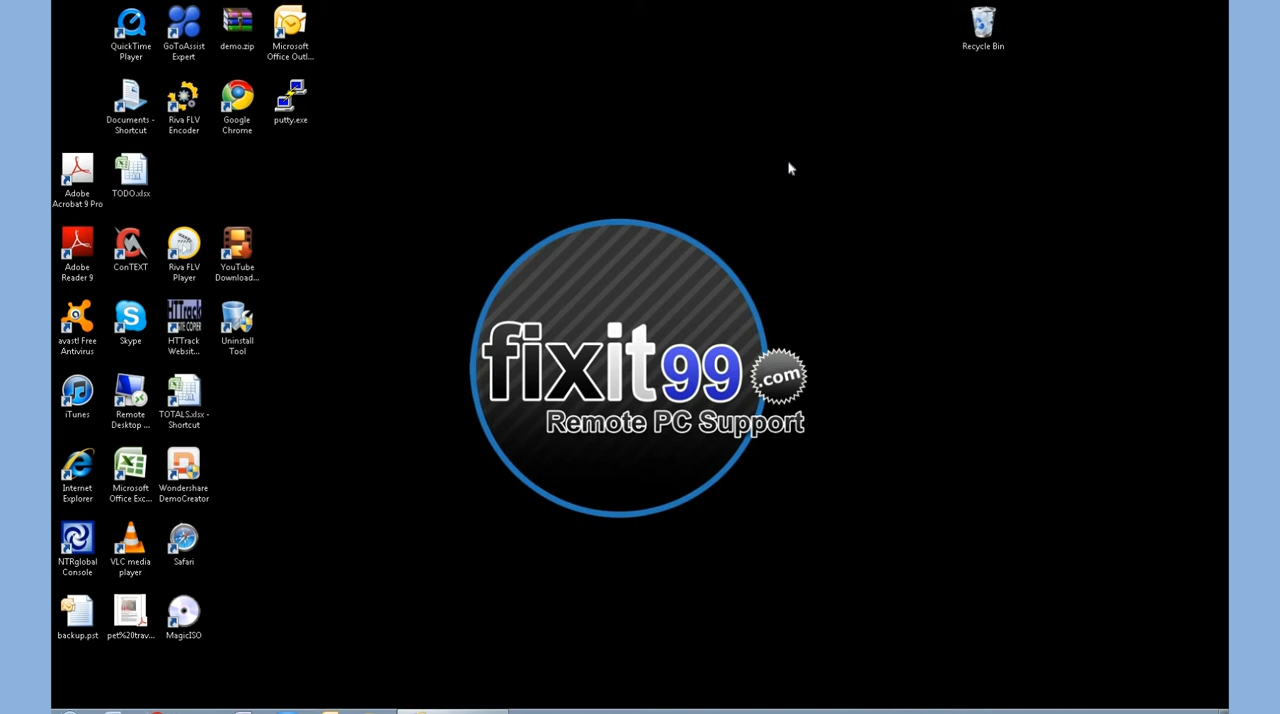 QuickTime
Player
GoToAssist
Expert
demo.zip
Microsoft
Office Outl...
Recycle Bin
Documents -
Shortcut
Riva FLV
Encoder
Google
Chrome
putty.exe
Adobe
Acrobat 9 Pro
TODO.xlsx
Adobe
Reader 9
ConTEXT
Riva FLV
Player
YouTube
Download...
avast! Free
Antivirus
Skype
HTTrack
Websit...
Uninstall
Tool
fixit99.com
Remote PC Support
iTunes
Remote
Desktop ...
TOTALS.xlsx -
Shortcut
Internet
Explorer
Microsoft
Office Exc...
Wondershare
DemoCreator
NTRglobal
Console
VLC media
player
Safari
backup.pst
pet%20trav...
MagicISO